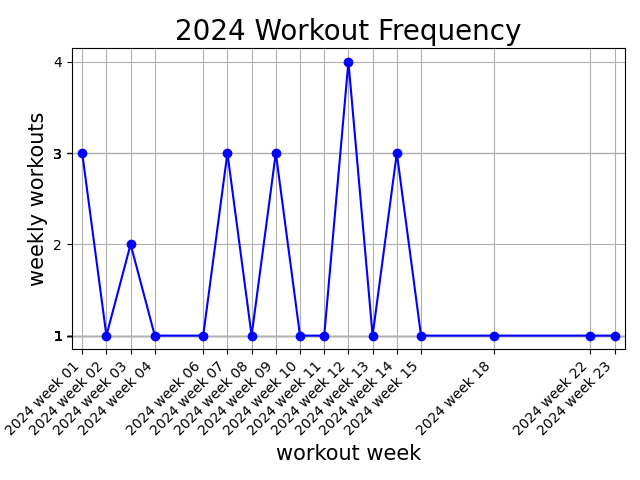 2024 Workout Frequency
weekly workouts
4
3
2
1
2024 week 01
2024 week 02
2024 week 03
2024 week 04
2024 week 06
2024 week 07
2024 week 08
2024 week 09
2024 week 10
2024 week 11
2024 week 12
2024 week 13
2024 week 14
2024 week 15
2024 week 18
2024 week 22
2024 week 23
workout week